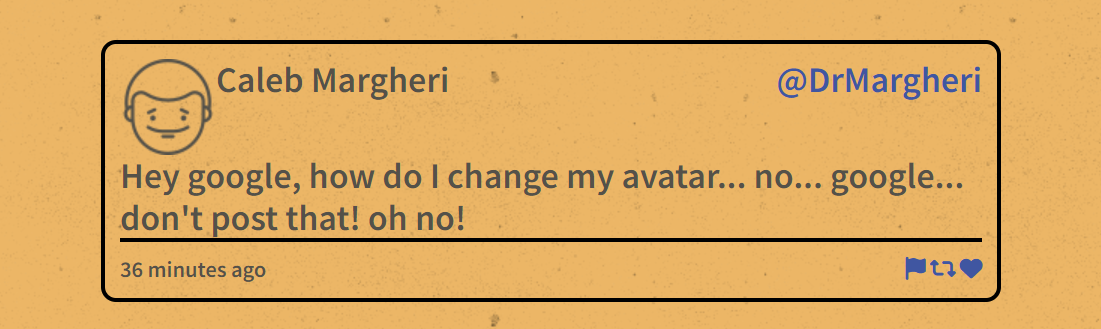 Caleb Margheri
@DrMargheri
Hey google, how do I change my avatar... no... google...
don't post that! oh no!
36 minutes ago